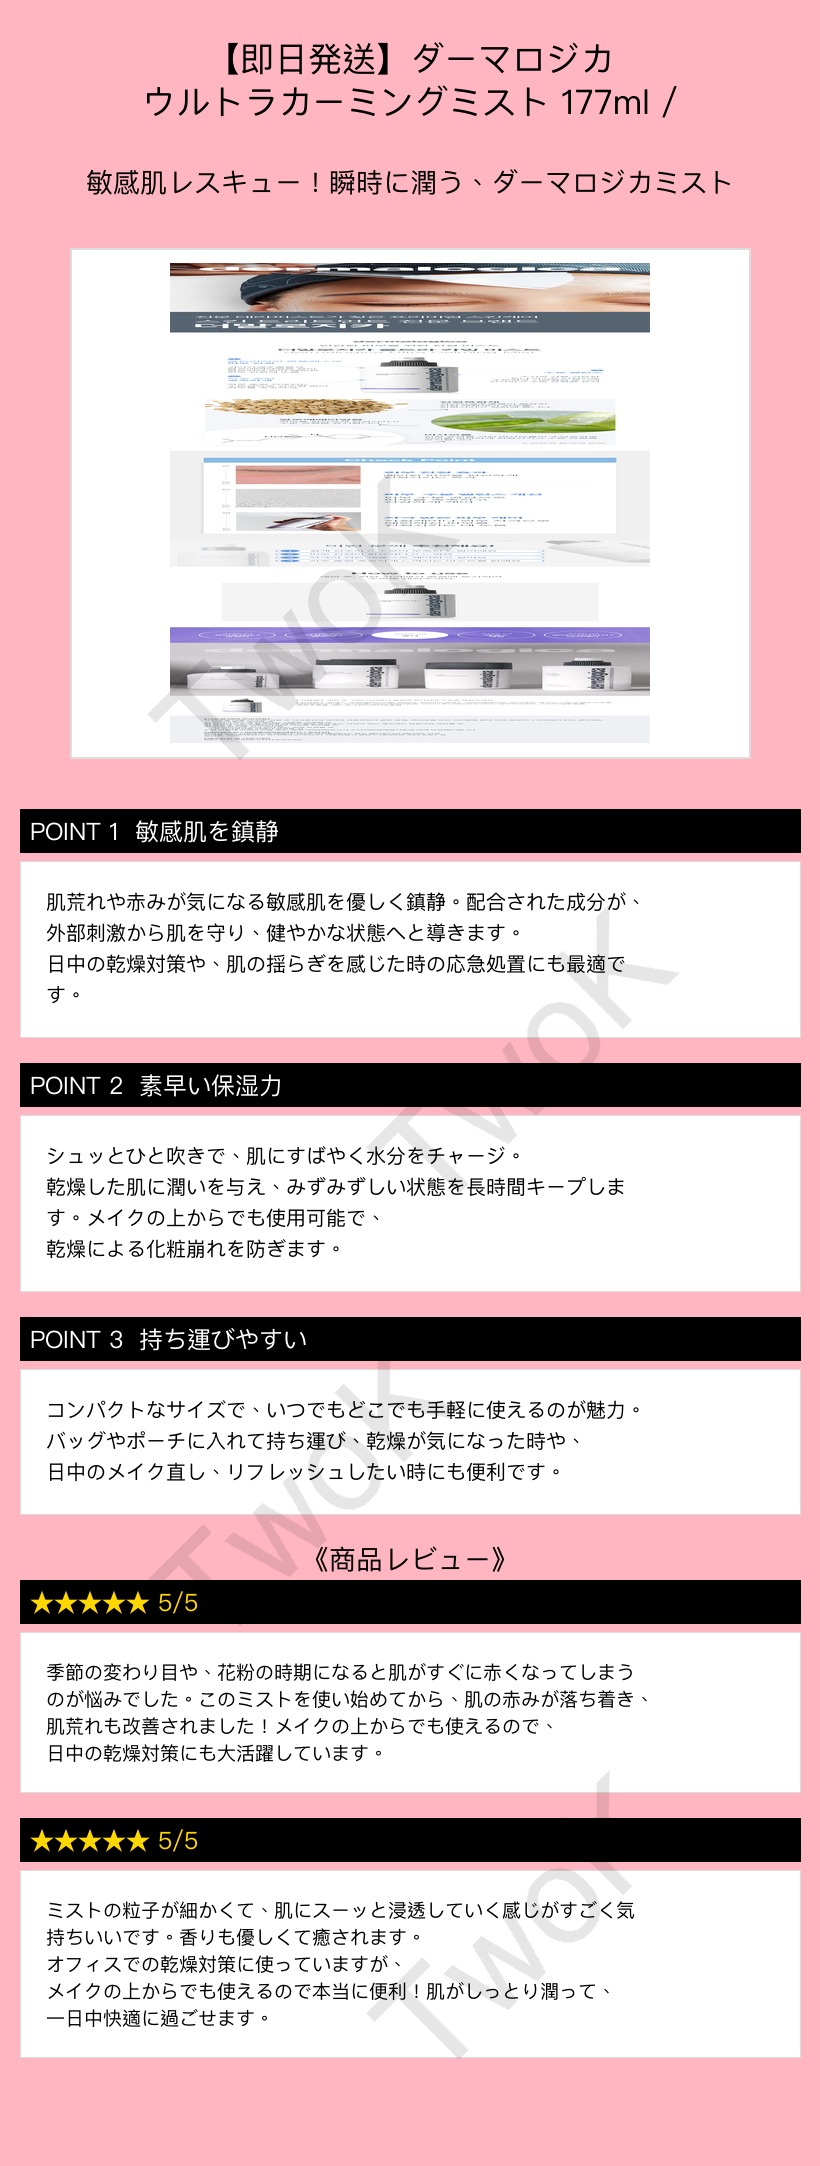 【即日発送】ダーマロジカ
ウルトラカーミングミスト 177ml /
敏感肌レスキュー！瞬時に潤う、ダーマロジカミスト
dermalogica
Check Point
How to use
dermalogica
POINT 1 敏感肌を鎮静
肌荒れや赤みが気になる敏感肌を優しく鎮静。配合された成分が、
外部刺激から肌を守り、健やかな状態へと導きます。
日中の乾燥対策や、肌の揺らぎを感じた時の応急処置にも最適で
す。
POINT 2 素早い保湿力
シュッとひと吹きで、肌にすばやく水分をチャージ。
乾燥した肌に潤いを与え、みずみずしい状態を長時間キープしま
す。メイクの上からでも使用可能で、
乾燥による化粧崩れを防ぎます。
POINT 3 持ち運びやすい
コンパクトなサイズで、いつでもどこでも手軽に使えるのが魅力。
バッグやポーチに入れて持ち運び、乾燥が気になった時や、
日中のメイク直し、リフレッシュしたい時にも便利です。
《商品レビュー》
★★★★★ 5/5
季節の変わり目や、花粉の時期になると肌がすぐに赤くなってしまう
のが悩みでした。このミストを使い始めてから、肌の赤みが落ち着き、
肌荒れも改善されました！メイクの上からでも使えるので、
日中の乾燥対策にも大活躍しています。
★★★★★ 5/5
ミストの粒子が細かくて、肌にスーッと浸透していく感じがすごく気
持ちいいです。香りも優しくて癒されます。
オフィスでの乾燥対策に使っていますが、
メイクの上からでも使えるので本当に便利！肌がしっとり潤って、
一日中快適に過ごせます。
TwoK
TwoK
TwoK
TwoK